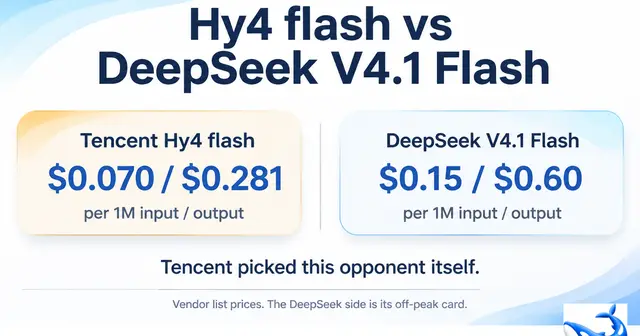 Hy4 flash vs
DeepSeek V4.1 Flash
Tencent Hy4 flash
$0.070 / $0.281
per 1M input / output
DeepSeek V4.1 Flash
$0.15 / $0.60
per 1M input / output
Tencent picked this opponent itself.
Vendor list prices. The DeepSeek side is its off-peak card.